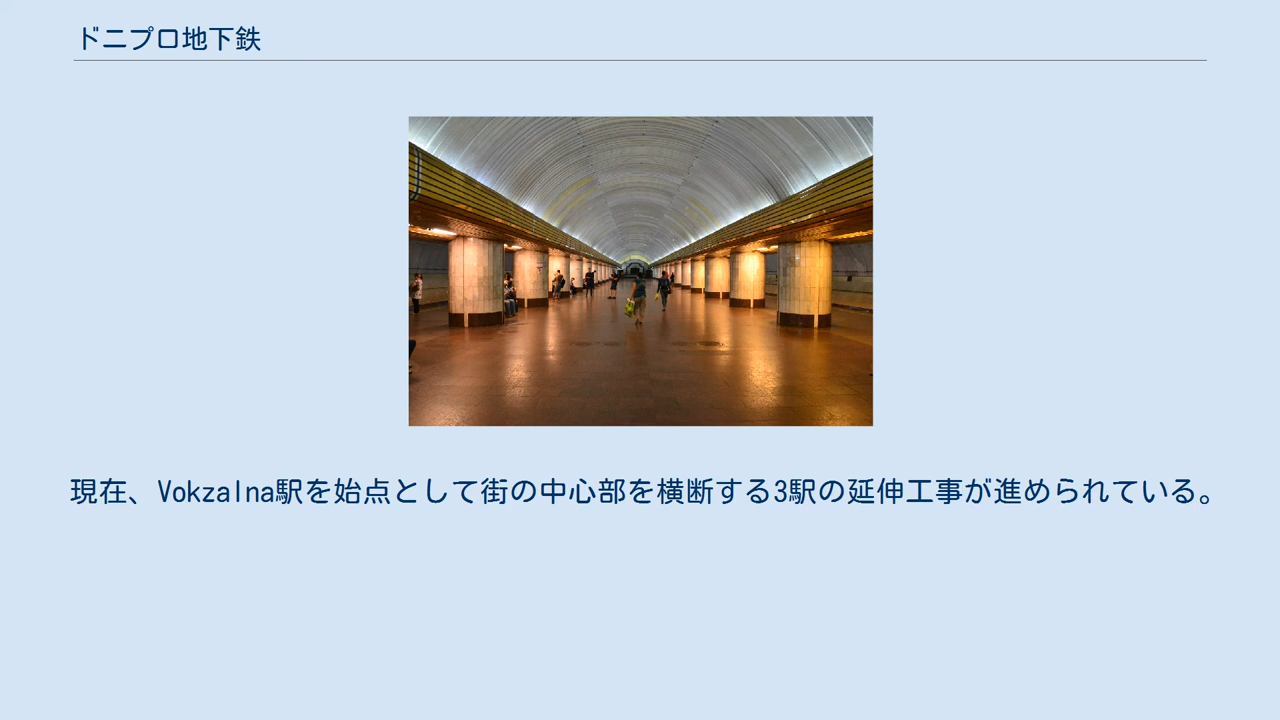 ドニプロ地下鉄
現在、Vokzalna駅を始点として街の中心部を横断する3駅の延伸工事が進められている。